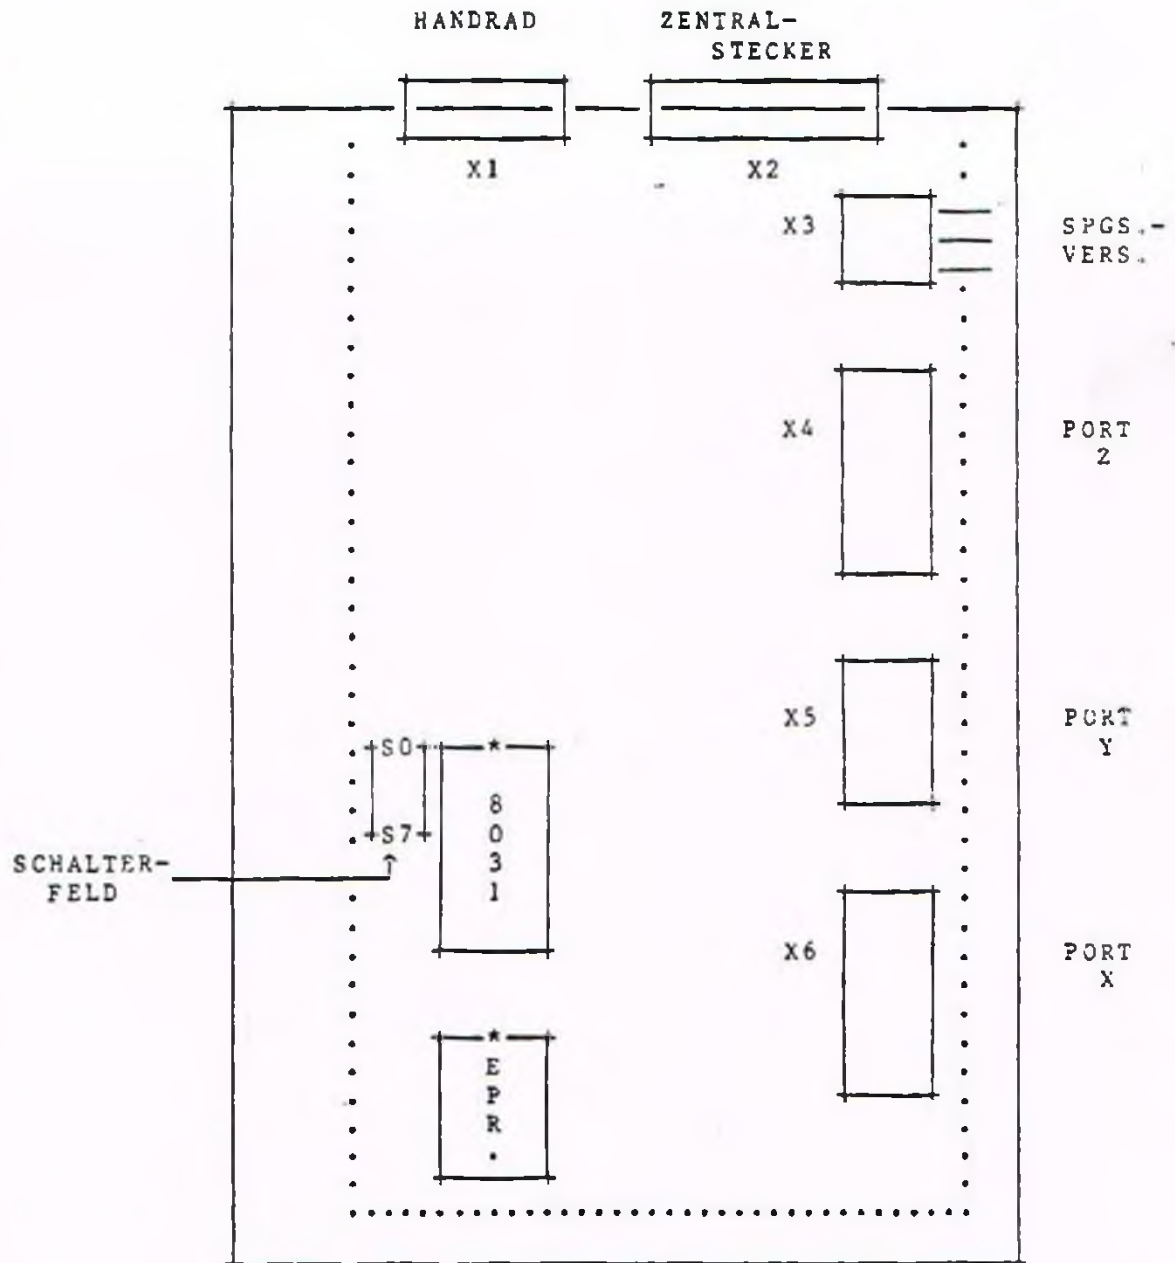 HANDRAD
ZENTRAL-
STECKER
X1
X2
X3
SPGS.-
VERS.
X4
PORT
Z
X5
PORT
Y
S0
8
0
3
1
S7
↑
SCHALTER-
FELD
X6
PORT
X
E
P
R
.